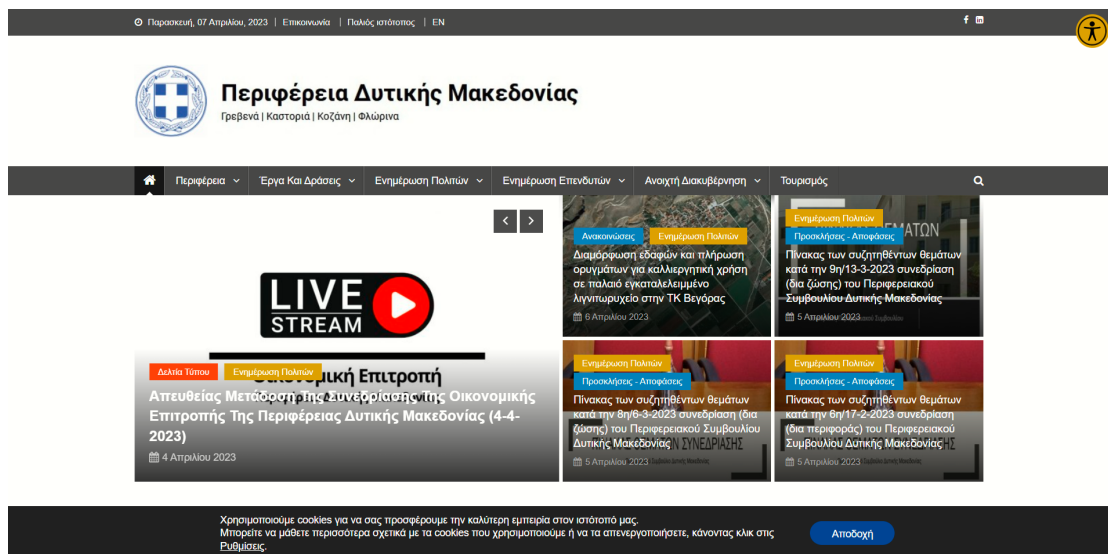 Παρασκευή, 07 Απριλίου, 2023 | Επικοινωνία | Παλιός ιστότοπος | EN
Περιφέρεια Δυτικής Μακεδονίας
Γρεβενά | Καστοριά | Κοζάνη | Φλώρινα
Περιφέρεια Έργα Και Δράσεις Ενημέρωση Πολιτών Ενημέρωση Επενδυτών Ανοιχτή Διακυβέρνηση Τουρισμός
LIVE
STREAM
Δελτία Τύπου Ενημέρωση Πολιτών
Απευθείας Μετάδοση Της Συνεδρίασης Της Οικονομικής
Επιτροπής Της Περιφέρειας Δυτικής Μακεδονίας (4-4-
2023)
4 Απριλίου 2023
Ανακοινώσεις Ενημέρωση Πολιτών
Διαμόρφωση εδαφών και πλήρωση
ορυγμάτων για καλλιεργητική χρήση
σε παλαιό εγκαταλελειμμένο
λιγνιτωρυχείο στην ΤΚ Βεγόρας
6 Απριλίου 2023
Ενημέρωση Πολιτών
Προσκλήσεις - Αποφάσεις
Πίνακας των συζητηθέντων θεμάτων
κατά την 9η/13-3-2023 συνεδρίαση
(δια ζώσης) του Περιφερειακού
Συμβουλίου Δυτικής Μακεδονίας
5 Απριλίου 2023
Ενημέρωση Πολιτών
Προσκλήσεις - Αποφάσεις
Πίνακας των συζητηθέντων θεμάτων
κατά την 8η/6-3-2023 συνεδρίαση (δια
ζώσης) του Περιφερειακού Συμβουλίου
Δυτικής Μακεδονίας
5 Απριλίου 2023
Ενημέρωση Πολιτών
Προσκλήσεις - Αποφάσεις
Πίνακας των συζητηθέντων θεμάτων
κατά την 6η/17-2-2023 συνεδρίαση
(δια περιφοράς) του Περιφερειακού
Συμβουλίου Δυτικής Μακεδονίας
5 Απριλίου 2023
Χρησιμοποιούμε cookies για να σας προσφέρουμε την καλύτερη εμπειρία στον ιστότοπό μας.
Μπορείτε να μάθετε περισσότερα σχετικά με τα cookies που χρησιμοποιούμε ή να τα απενεργοποιήσετε, κάνοντας κλικ στις
Ρυθμίσεις.
Αποδοχή